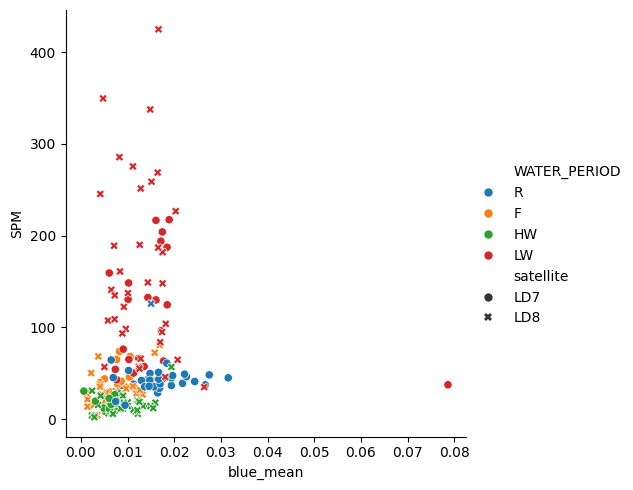 400
300
200
100
0
SPM
0.00 0.01 0.02 0.03 0.04 0.05 0.06 0.07 0.08
blue_mean
WATER_PERIOD
R
F
HW
LW
satellite
LD7
LD8